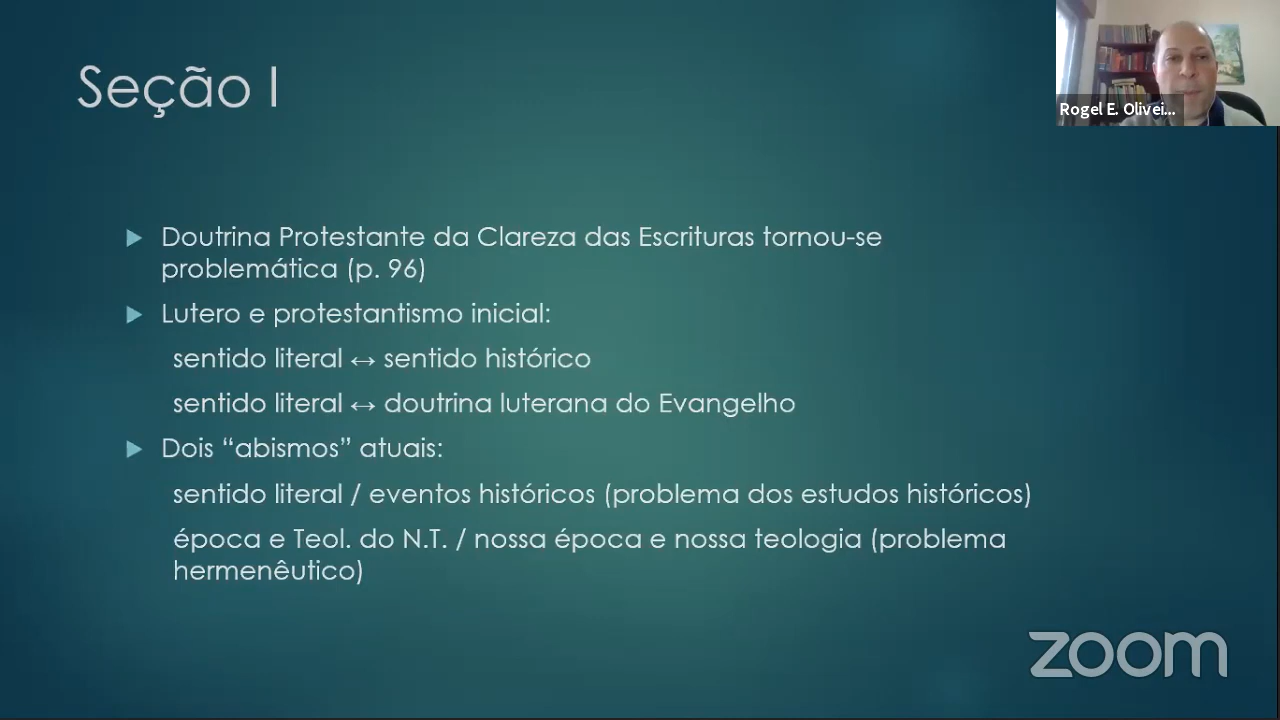 Seção I
Rogel E. Olivei...
Doutrina Protestante da Clareza das Escrituras tornou-se
problemática (p. 96)
Lutero e protestantismo inicial:
sentido literal ↔ sentido histórico
sentido literal ↔ doutrina luterana do Evangelho
Dois “abismos” atuais:
sentido literal / eventos históricos (problema dos estudos históricos)
época e Teol. do N.T. / nossa época e nossa teologia (problema
hermenêutico)
zoom